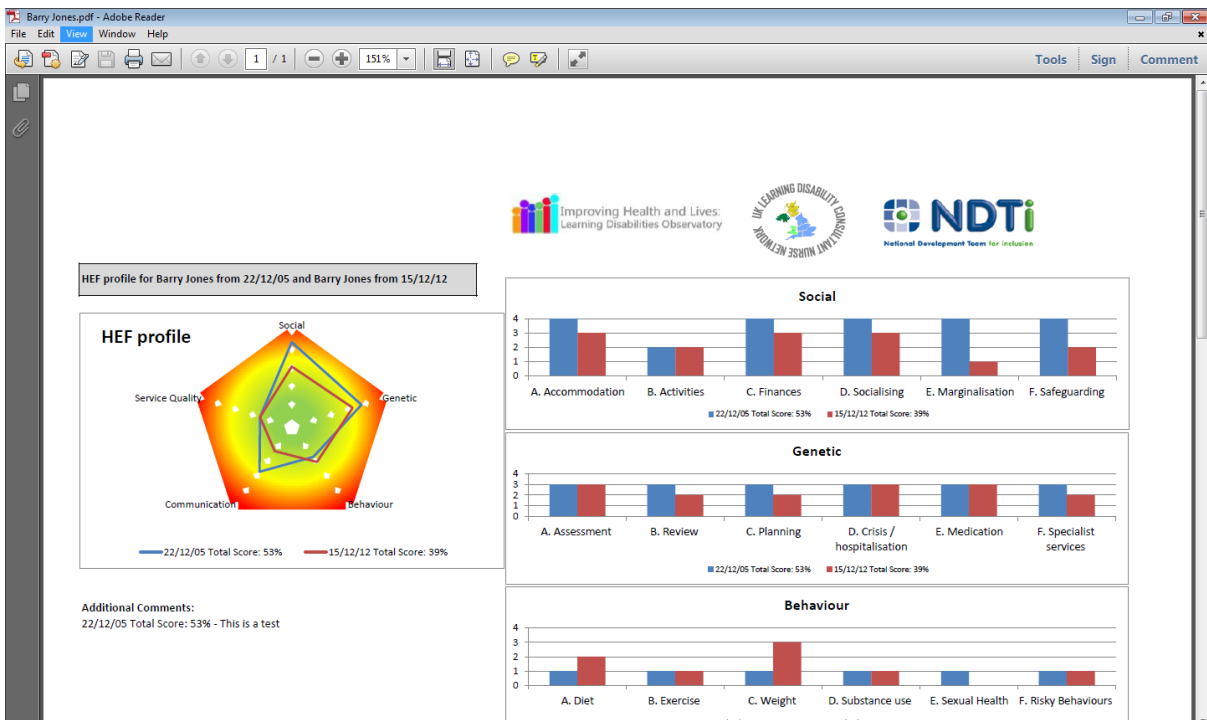 Barry Jones.pdf - Adobe Reader
File Edit View Window Help
1 / 1 151% Tools Sign Comment
Improving Health and Lives:
Learning Disabilities Observatory
UK LEARNING DISABILITY CONSULTANT NURSE NETWORK
NDTi
National Development Team for inclusion
HEF profile for Barry Jones from 22/12/05 and Barry Jones from 15/12/12
HEF profile
Social
Service Quality
Genetic
Communication
Behaviour
22/12/05 Total Score: 53% 15/12/12 Total Score: 39%
Additional Comments:
22/12/05 Total Score: 53% - This is a test
Social
4
3
2
1
0
A. Accommodation B. Activities C. Finances D. Socialising E. Marginalisation F. Safeguarding
22/12/05 Total Score: 53% 15/12/12 Total Score: 39%
Genetic
4
3
2
1
0
A. Assessment B. Review C. Planning D. Crisis / E. Medication F. Specialist
hospitalisation services
22/12/05 Total Score: 53% 15/12/12 Total Score: 39%
Behaviour
4
3
2
1
0
A. Diet B. Exercise C. Weight D. Substance use E. Sexual Health F. Risky Behaviours